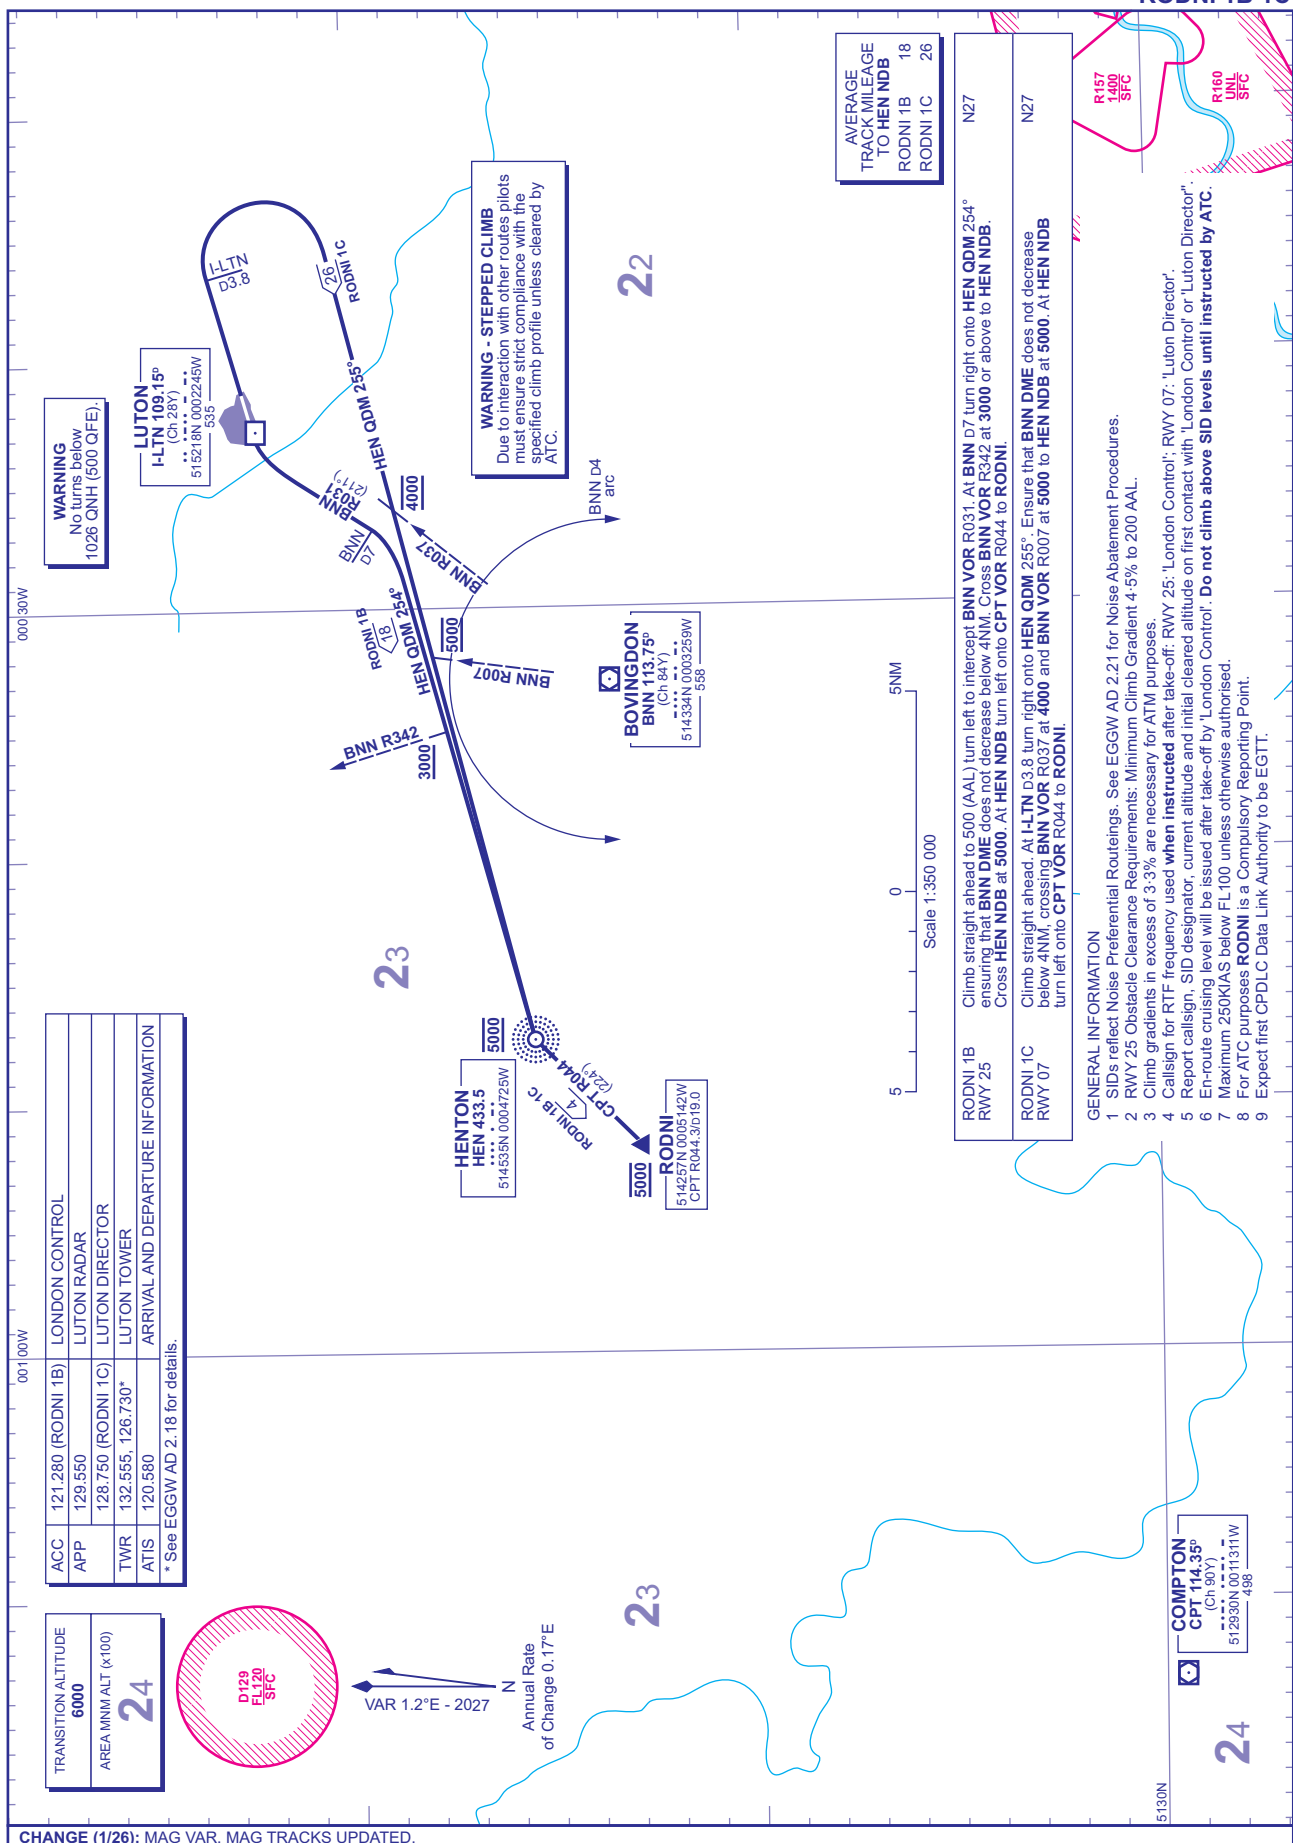 TRANSITION ALTITUDE
6000
AREA MNM ALT (x100)
24
ACC 121.280 (RODNI 1B) LONDON CONTROL
APP 129.550 LUTON RADAR
128.750 (RODNI 1C) LUTON DIRECTOR
TWR 132.555, 126.730* LUTON TOWER
ATIS 120.580 ARRIVAL AND DEPARTURE INFORMATION
* See EGGW AD 2.18 for details.
001 00W
000 30W
WARNING
No turns below
1026 QNH (500 QFE).
LUTON
I-LTN 109.15ᴰ
(Ch 28Y)
515218N 0002245W
535
I-LTN
D3.8
26
RODNI 1C
HEN QDM 255°
BNN
R031
(211°)
BNN
D7
4000
BNN R037
RODNI 1B
18
HEN QDM 254°
5000
BNN R007
BNN R342
3000
BNN D4
arc
WARNING - STEPPED CLIMB
Due to interaction with other routes pilots
must ensure strict compliance with the
specified climb profile unless cleared by
ATC.
BOVINGDON
BNN 113.75ᴰ
(Ch 84Y)
514334N 0003259W
558
D129
FL120
SFC
VAR 1.2°E - 2027
N
Annual Rate
of Change 0.17°E
23
22
23
24
HENTON
HEN 433.5
514535N 0004725W
5000
CPT R044
(224°)
4
RODNI 1B 1C
5000
RODNI
514257N 0005142W
CPT R044.3/D19.0
5 0 5NM
Scale 1:350 000
AVERAGE
TRACK MILEAGE
TO HEN NDB
RODNI 1B 18
RODNI 1C 26
RODNI 1B Climb straight ahead to 500 (AAL) turn left to intercept BNN VOR R031. At BNN D7 turn right onto HEN QDM 254° N27
RWY 25 ensuring that BNN DME does not decrease below 4NM. Cross BNN VOR R342 at 3000 or above to HEN NDB.
Cross HEN NDB at 5000. At HEN NDB turn left onto CPT VOR R044 to RODNI.
RODNI 1C Climb straight ahead. At I-LTN D3.8 turn right onto HEN QDM 255°. Ensure that BNN DME does not decrease N27
RWY 07 below 4NM, crossing BNN VOR R037 at 4000 and BNN VOR R007 at 5000 to HEN NDB at 5000. At HEN NDB
turn left onto CPT VOR R044 to RODNI.
GENERAL INFORMATION
1 SIDs reflect Noise Preferential Routeings. See EGGW AD 2.21 for Noise Abatement Procedures.
2 RWY 25 Obstacle Clearance Requirements: Minimum Climb Gradient 4·5% to 200 AAL.
3 Climb gradients in excess of 3·3% are necessary for ATM purposes.
4 Callsign for RTF frequency used when instructed after take-off: RWY 25: 'London Control'; RWY 07: 'Luton Director'.
5 Report callsign, SID designator, current altitude and initial cleared altitude on first contact with 'London Control' or 'Luton Director''.
6 En-route cruising level will be issued after take-off by 'London Control'. Do not climb above SID levels until instructed by ATC.
7 Maximum 250KIAS below FL100 unless otherwise authorised.
8 For ATC purposes RODNI is a Compulsory Reporting Point.
9 Expect first CPDLC Data Link Authority to be EGTT.
R157
1400
SFC
R160
UNL
SFC
COMPTON
CPT 114.35ᴰ
(Ch 90Y)
512930N 0011311W
498
5130N
CHANGE (1/26): MAG VAR. MAG TRACKS UPDATED.